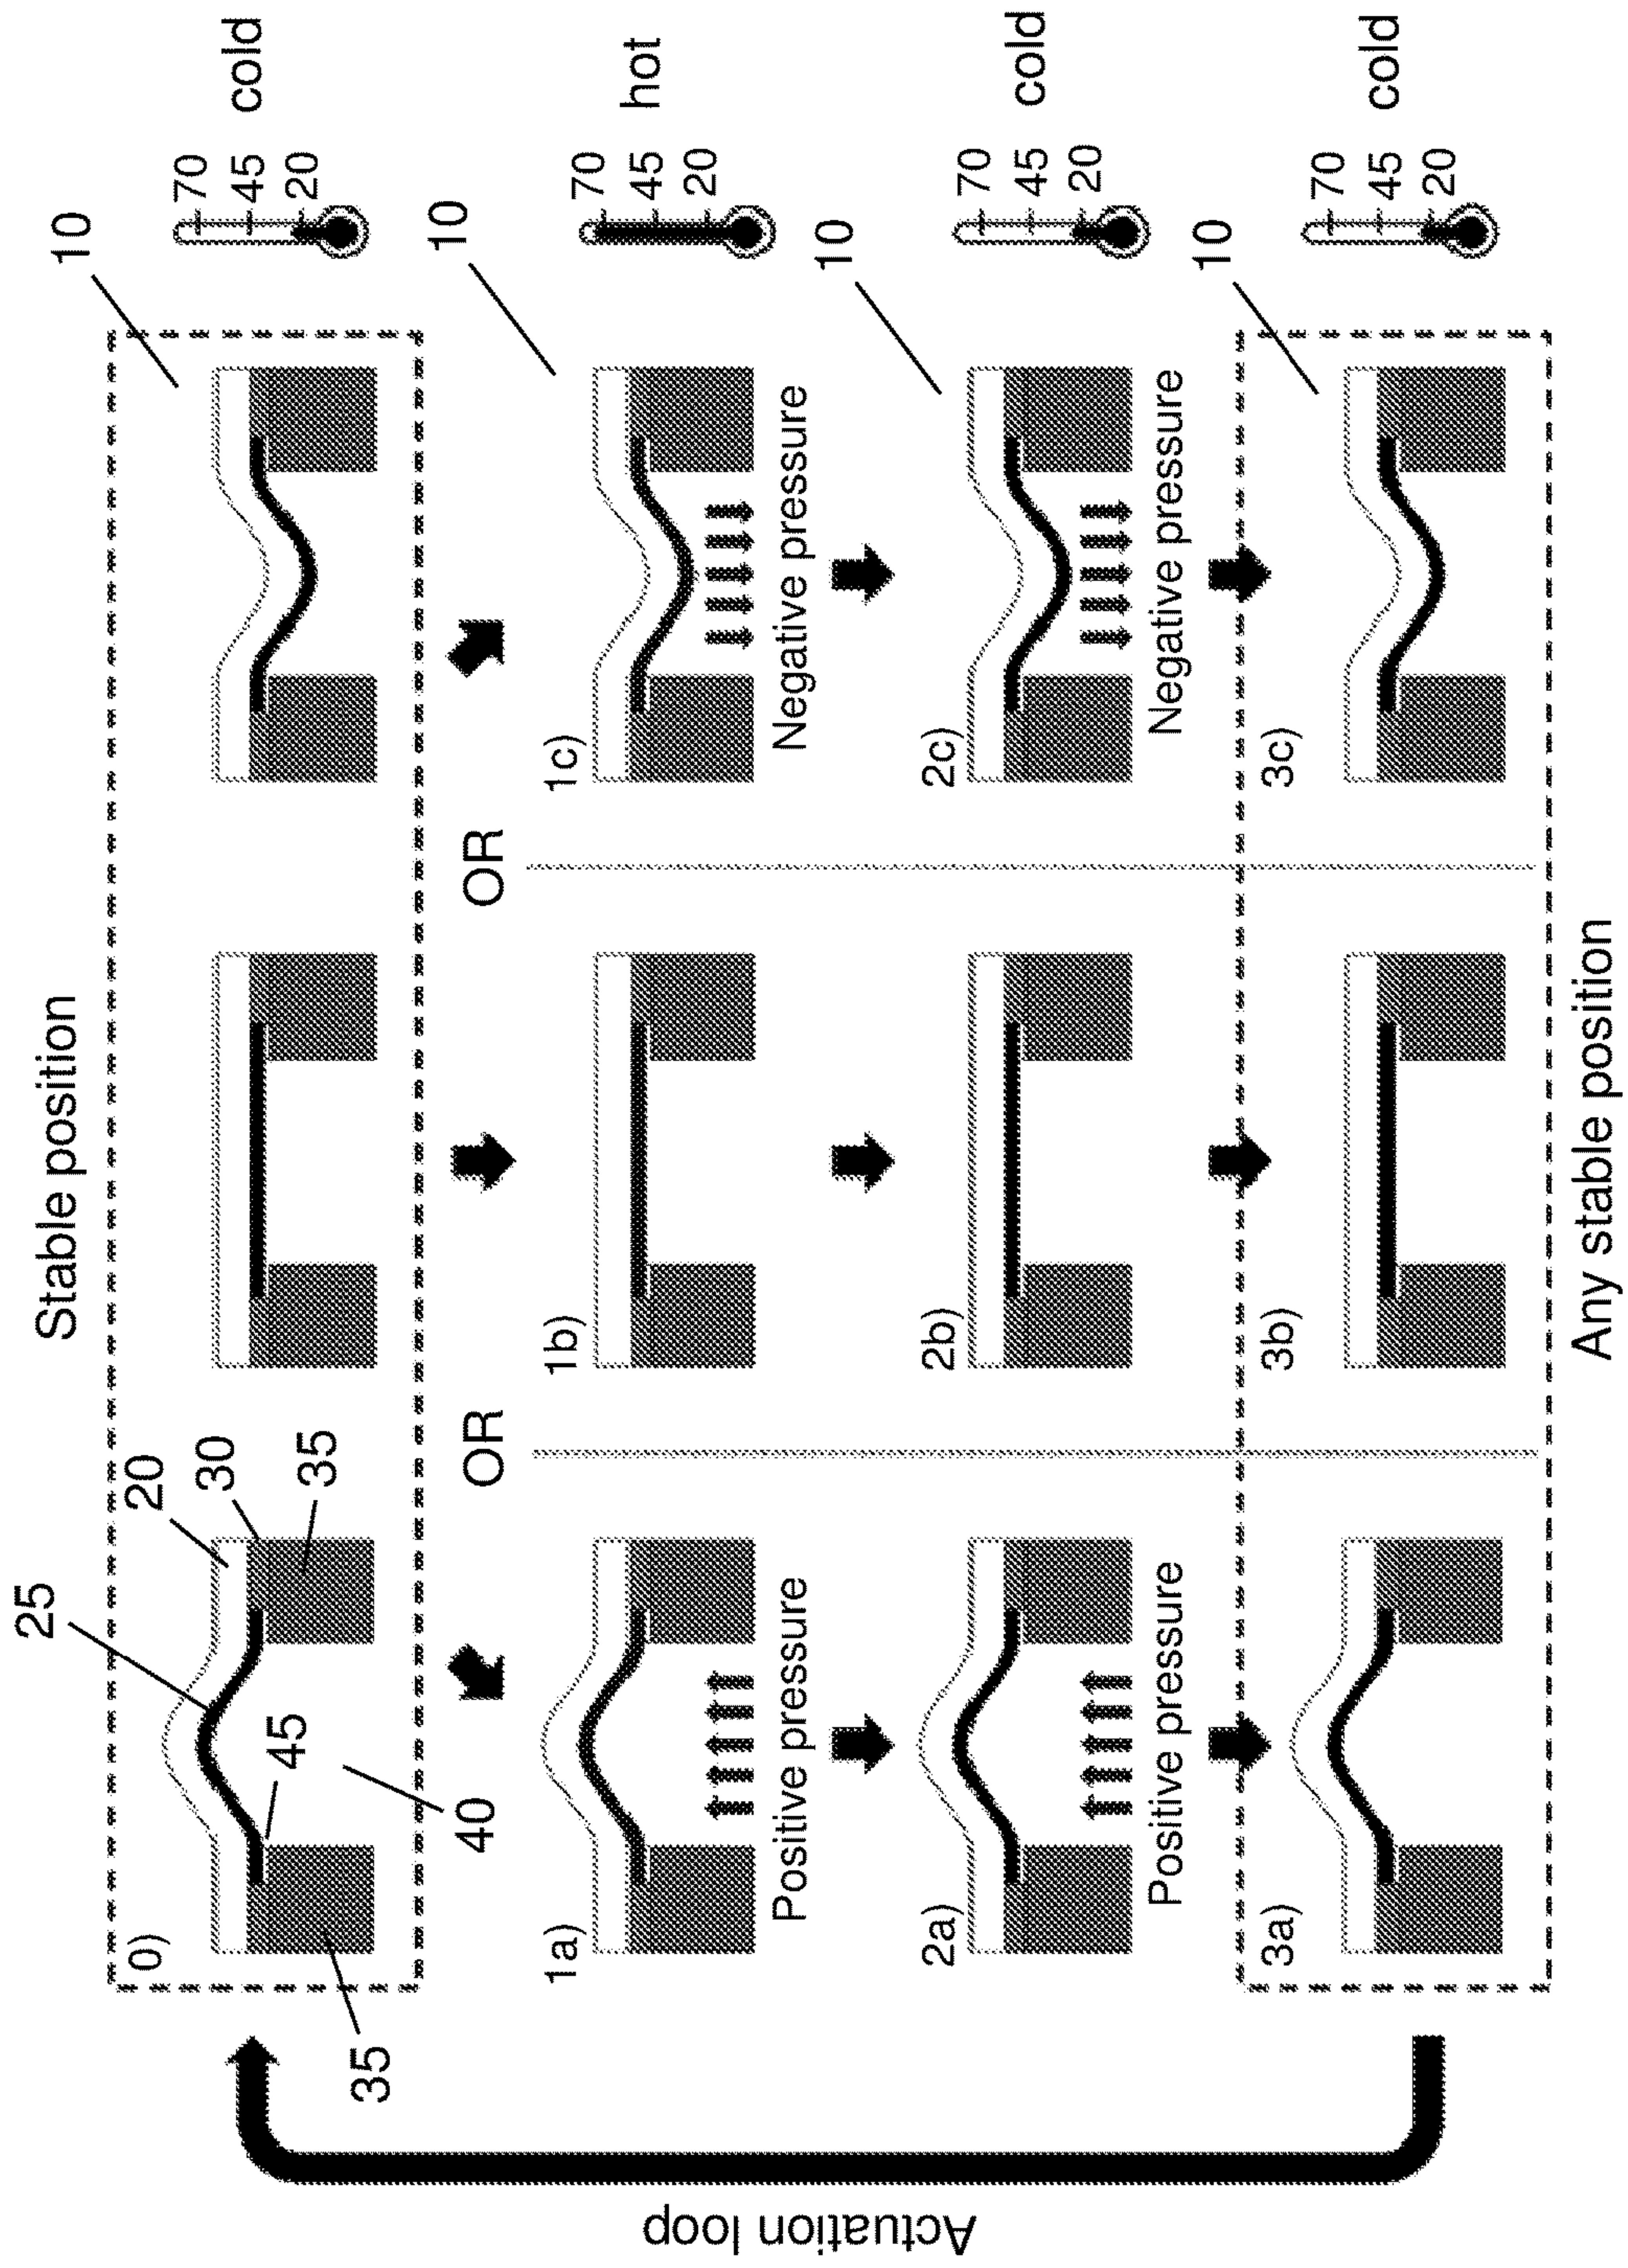 Stable position
0)
25
20
30
35
45
40
35
10
70
45
20
cold
OR
OR
1a)
Positive pressure
1b)
1c)
Negative pressure
10
70
45
20
hot
2a)
Positive pressure
2b)
2c)
Negative pressure
10
70
45
20
cold
3a)
3b)
3c)
10
70
45
20
cold
Any stable position
Actuation loop